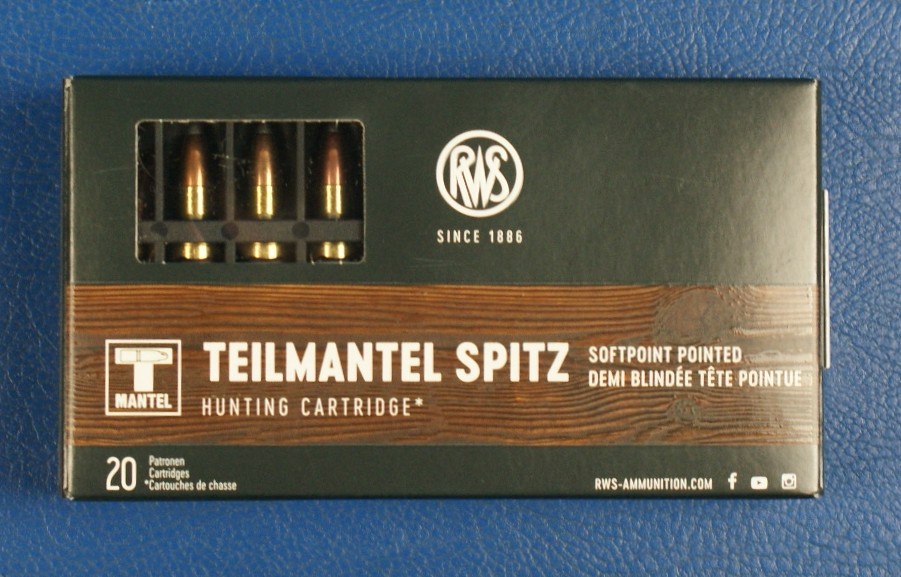 RWS
SINCE 1886
T
MANTEL
TEILMANTEL SPITZ
HUNTING CARTRIDGE*
SOFTPOINT POINTED
DEMI BLINDÉE TÊTE POINTUE
20
Patronen
Cartridges
*Cartouches de chasse
RWS-AMMUNITION.COM